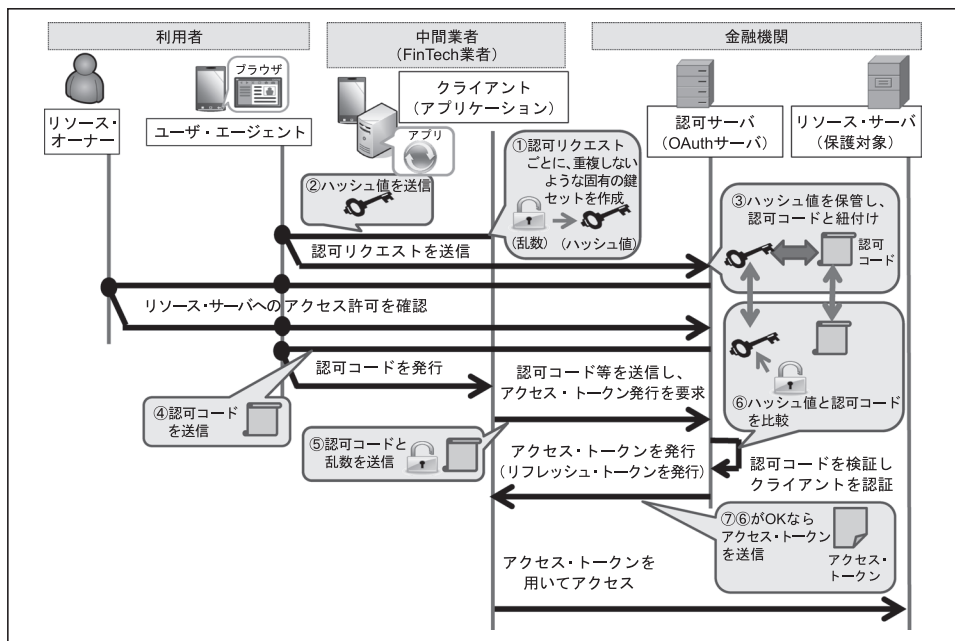 利用者
中間業者
(FinTech業者)
金融機関
ブラウザ
リソース・
オーナー
ユーザ・エージェント
アプリ
クライアント
(アプリケーション)
認可サーバ
(OAuthサーバ)
リソース・サーバ
(保護対象)
①認可リクエスト
ごとに、重複しない
ような固有の鍵
セットを作成
(乱数)
(ハッシュ値)
②ハッシュ値を送信
認可リクエストを送信
③ハッシュ値を保管し、
認可コードと紐付け
認可
コード
リソース・サーバへのアクセス許可を確認
認可コードを発行
④認可コード
を送信
認可コード等を送信し、
アクセス・トークン発行を要求
⑤認可コードと
乱数を送信
⑥ハッシュ値と認可コード
を比較
認可コードを検証し
クライアントを認証
アクセス・トークンを発行
(リフレッシュ・トークンを発行)
⑦⑥がOKなら
アクセス・トークン
を送信
アクセス・
トークン
アクセス・トークンを
用いてアクセス